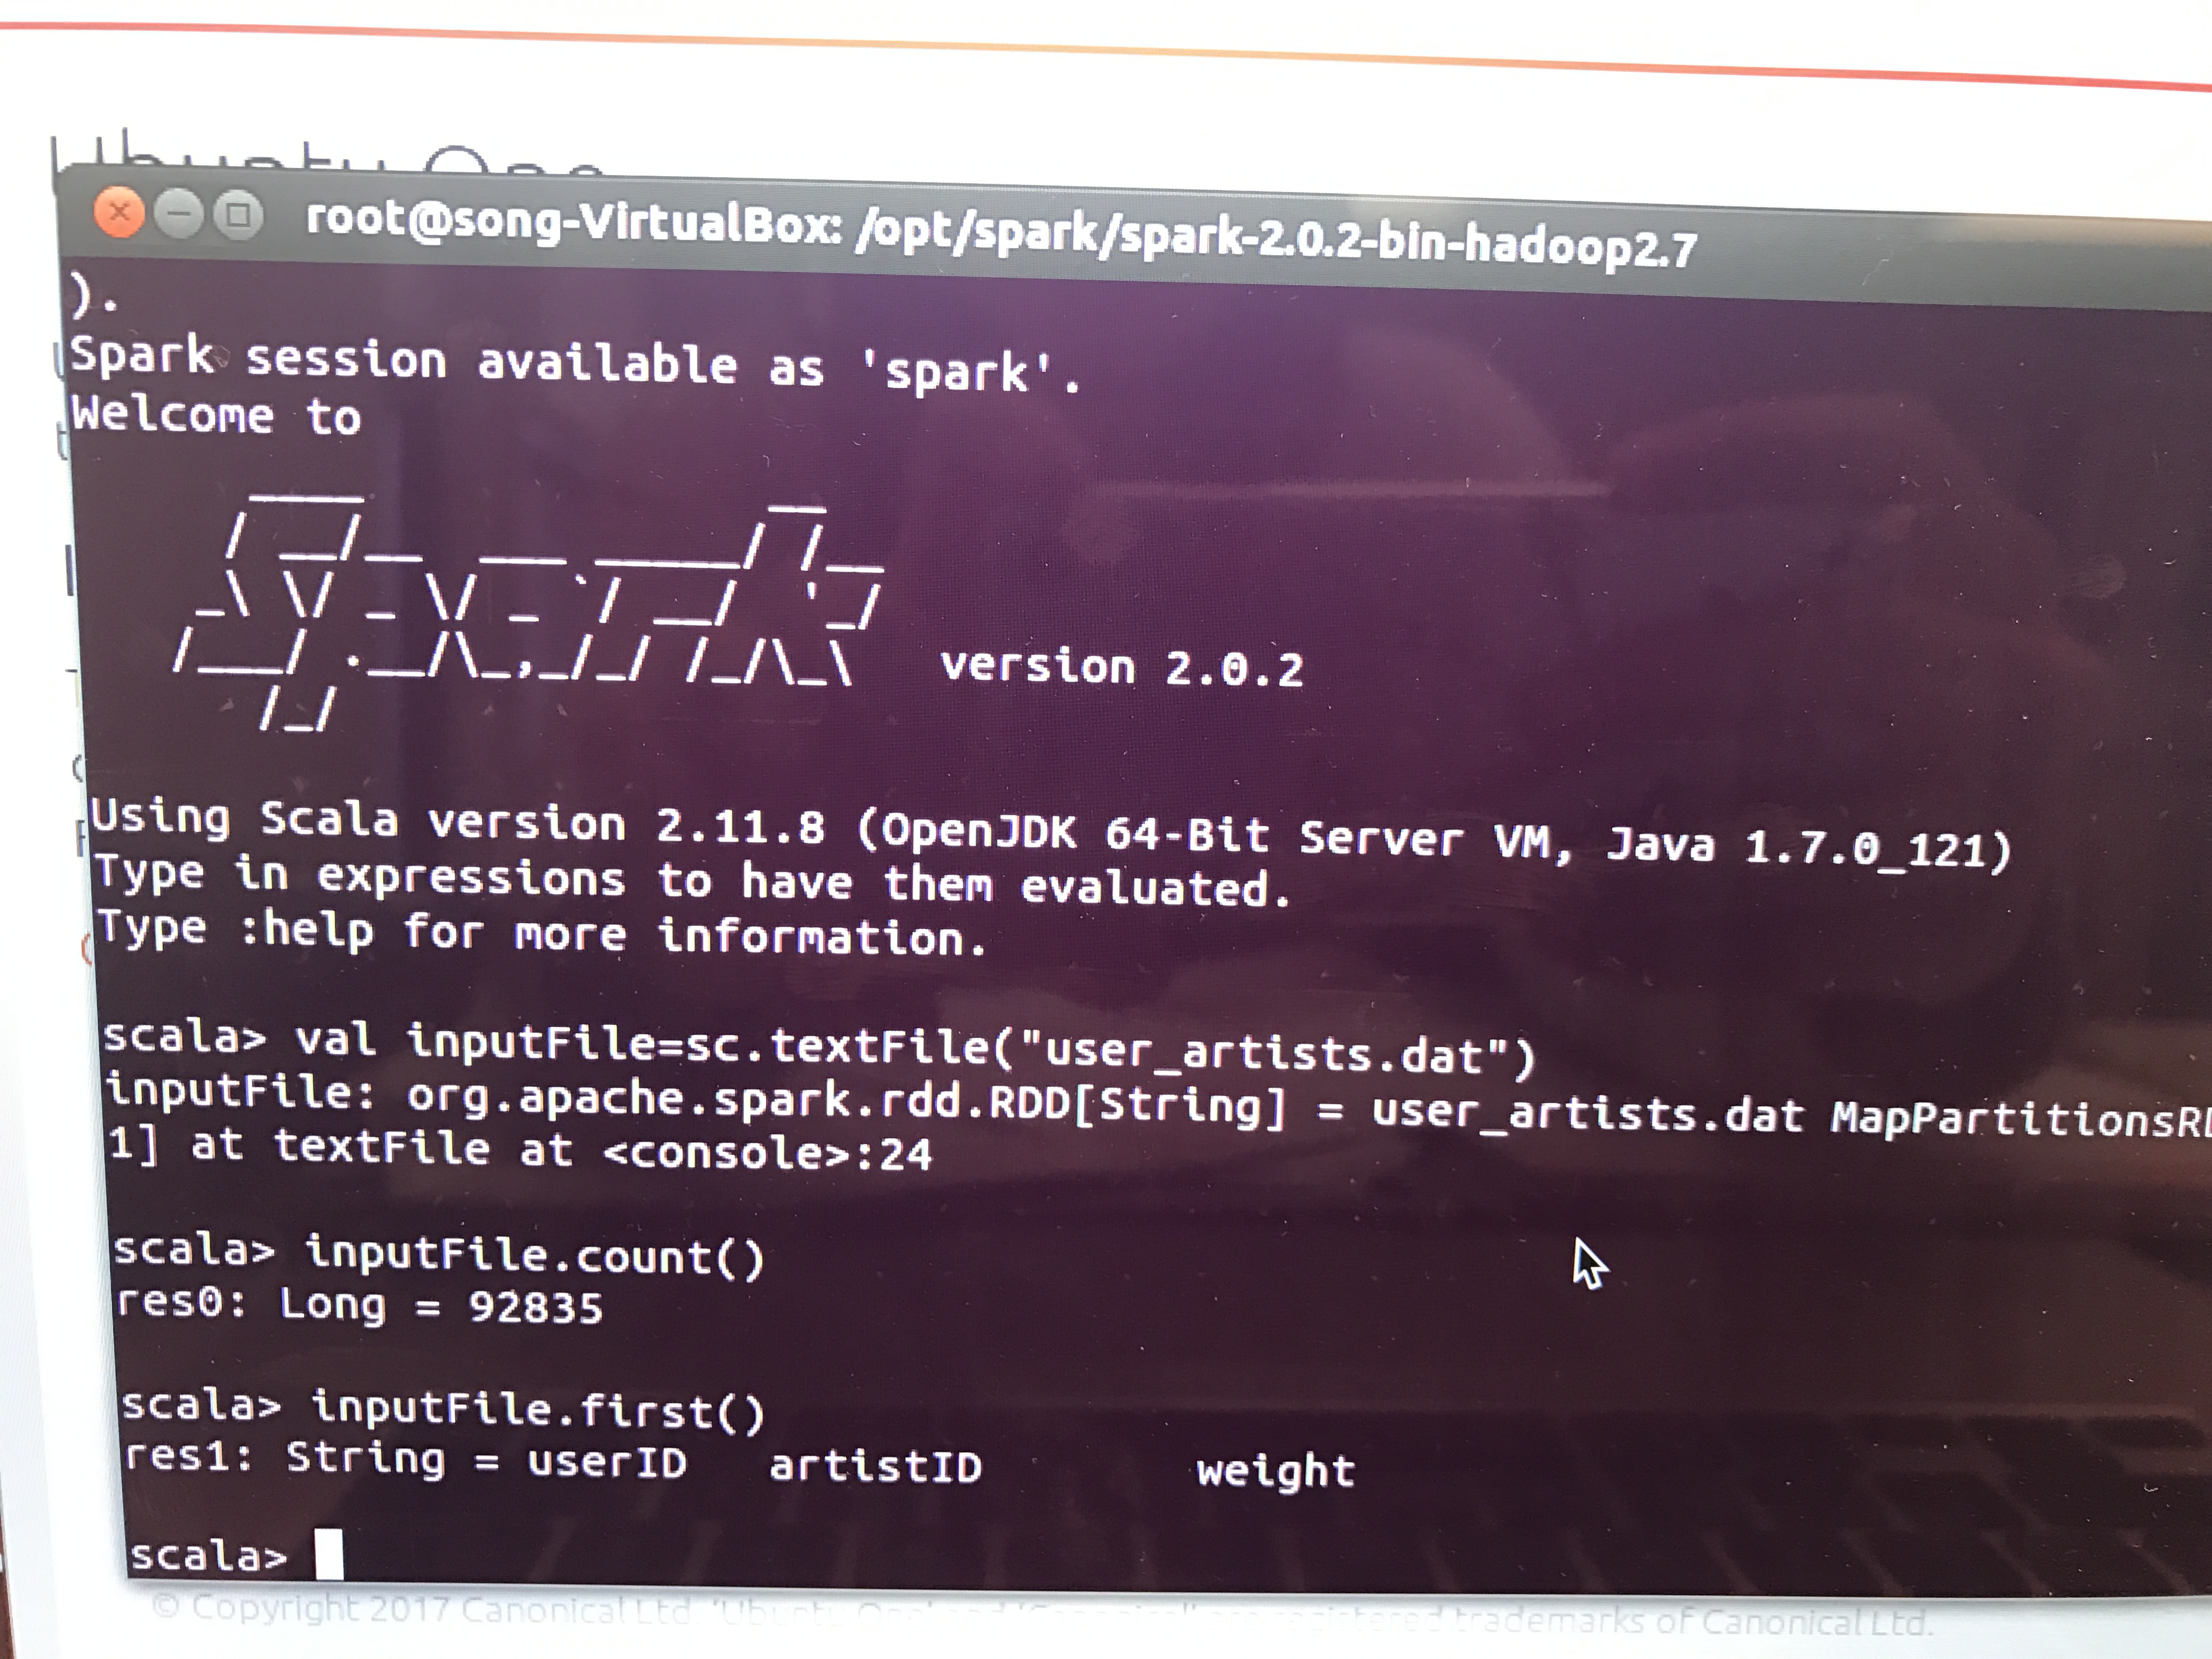 Ubuntu One
root@song-VirtualBox: /opt/spark/spark-2.0.2-bin-hadoop2.7
).
Spark session available as 'spark'.
Welcome to
      ____              __
     / __/__  ___ _____/ /__
    _\ \/ _ \/ _ `/ __/  '_/
   /___/ .__/\_,_/_/ /_/\_\   version 2.0.2
      /_/
Using Scala version 2.11.8 (OpenJDK 64-Bit Server VM, Java 1.7.0_121)
Type in expressions to have them evaluated.
Type :help for more information.
scala> val inputFile=sc.textFile("user_artists.dat")
inputFile: org.apache.spark.rdd.RDD[String] = user_artists.dat
1] at textFile at <console>:24
scala> inputFile.count()
res0: Long = 92835
scala> inputFile.first()
res1: String = userID   artistID        weight
scala>
© Copyright 2017 Canonical Ltd. registered trademarks of Canonical Ltd.